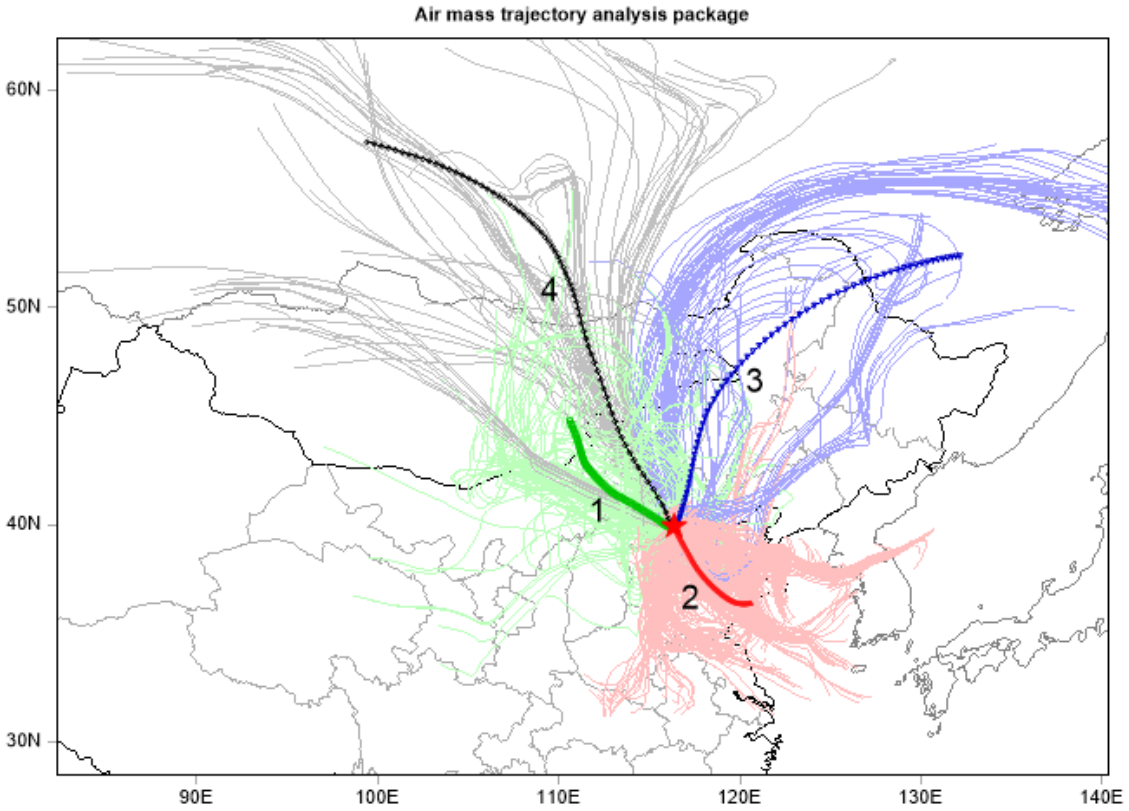 Air mass trajectory analysis package
60N
50N
40N
30N
4
3
1
2
90E
100E
110E
120E
130E
140E